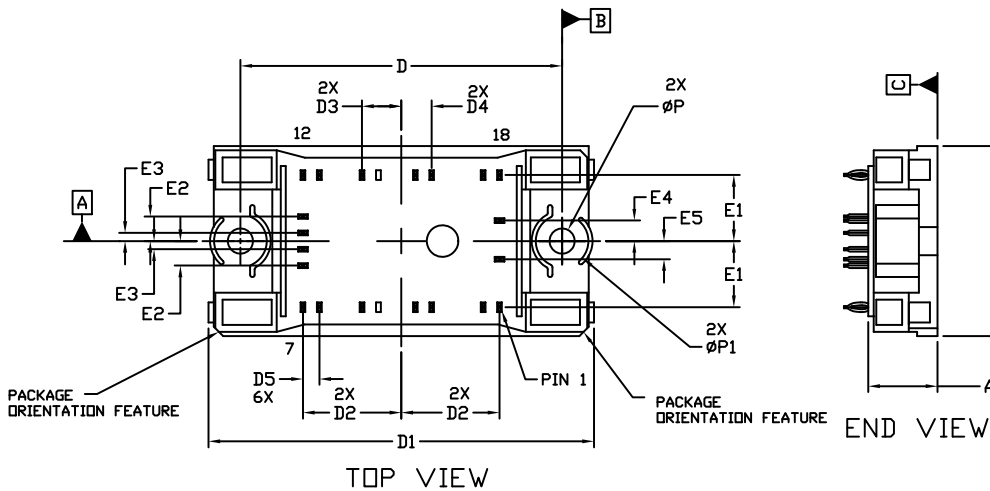 B
C
D
2X
D3
2X
D4
2X
øP
12
18
E3
E2
A
E4
E5
E1
E1
E3
E2
7
2X
øP1
PIN 1
D5
6X
2X
D2
2X
D2
D1
PACKAGE
ORIENTATION FEATURE
PACKAGE
ORIENTATION FEATURE
TOP VIEW
END VIEW